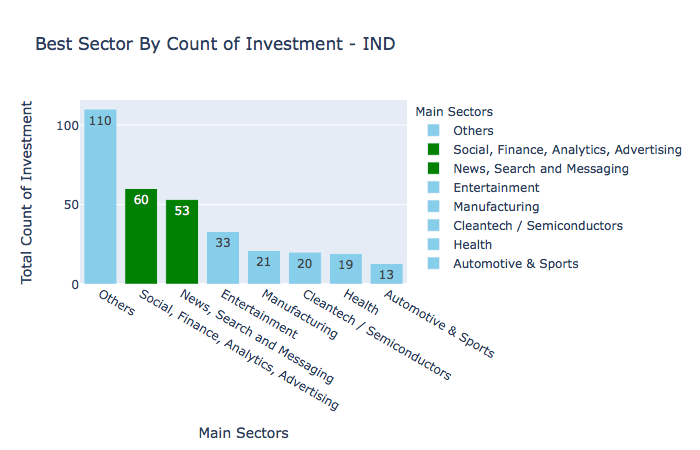 Best Sector By Count of Investment - IND
Total Count of Investment
100
50
0
110
60
53
33
21
20
19
13
Others
Social, Finance, Analytics, Advertising
News, Search and Messaging
Entertainment
Manufacturing
Cleantech / Semiconductors
Health
Automotive & Sports
Main Sectors
Main Sectors
Others
Social, Finance, Analytics, Advertising
News, Search and Messaging
Entertainment
Manufacturing
Cleantech / Semiconductors
Health
Automotive & Sports